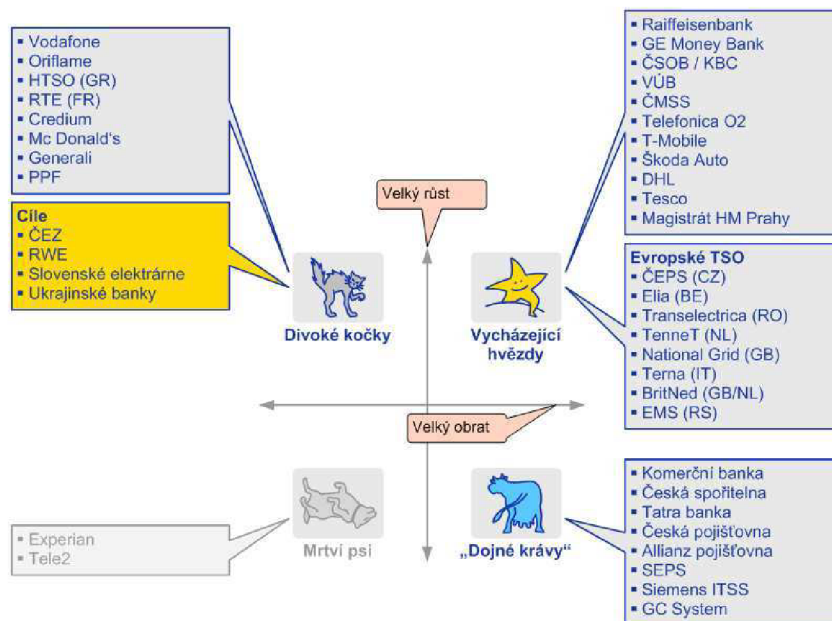 ▪ Vodafone
▪ Oriflame
▪ HTSO (GR)
▪ RTE (FR)
▪ Credium
▪ Mc Donald's
▪ Generali
▪ PPF
Cíle
▪ ČEZ
▪ RWE
▪ Slovenské elektrárne
▪ Ukrajinské banky
Velký růst
Divoké kočky
Vycházející
hvězdy
▪ Raiffeisenbank
▪ GE Money Bank
▪ ČSOB / KBC
▪ VÚB
▪ ČMSS
▪ Telefonica O2
▪ T-Mobile
▪ Škoda Auto
▪ DHL
▪ Tesco
▪ Magistrát HM Prahy
Evropské TSO
▪ ČEPS (CZ)
▪ Elia (BE)
▪ Transelectrica (RO)
▪ TenneT (NL)
▪ National Grid (GB)
▪ Terna (IT)
▪ BritNed (GB/NL)
▪ EMS (RS)
Velký obrat
▪ Experian
▪ Tele2
Mrtví psi
„Dojné krávy“
▪ Komerční banka
▪ Česká spořitelna
▪ Tatra banka
▪ Česká pojišťovna
▪ Allianz pojišťovna
▪ SEPS
▪ Siemens ITSS
▪ GC System